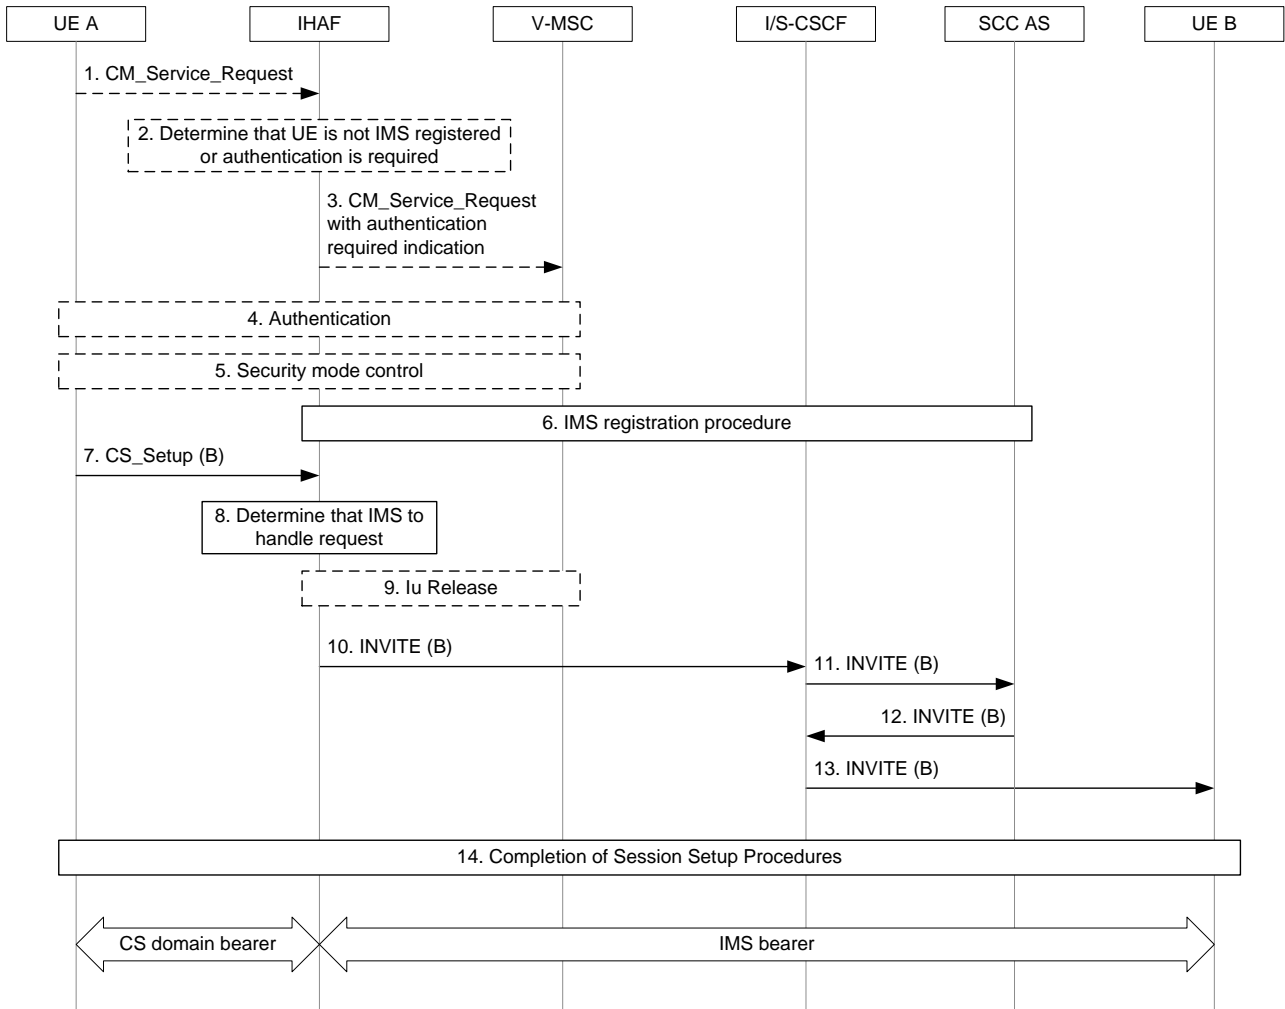 UE A
IHAF
V-MSC
I/S-CSCF
SCC AS
UE B
1. CM_Service_Request
2. Determine that UE is not IMS registered
or authentication is required
3. CM_Service_Request
with authentication
required indication
4. Authentication
5. Security mode control
6. IMS registration procedure
7. CS_Setup (B)
8. Determine that IMS to
handle request
9. Iu Release
10. INVITE (B)
11. INVITE (B)
12. INVITE (B)
13. INVITE (B)
14. Completion of Session Setup Procedures
CS domain bearer
IMS bearer